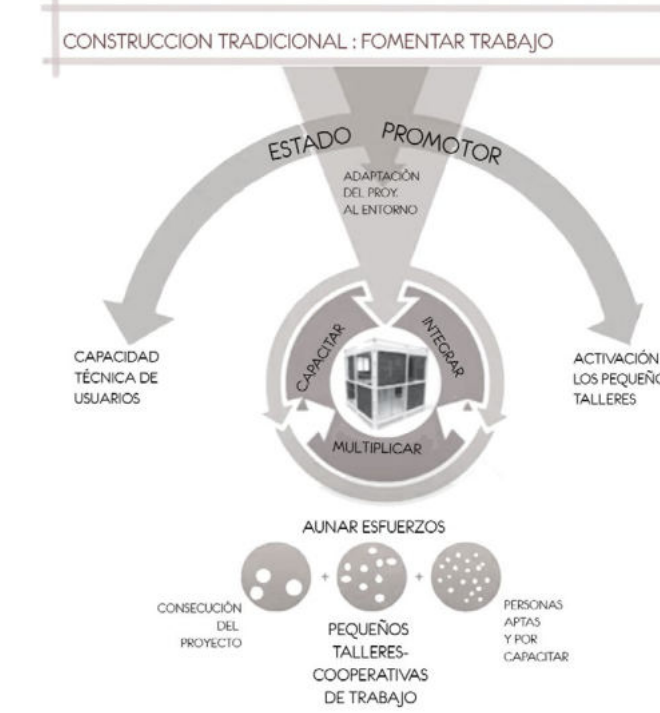 CONSTRUCCION TRADICIONAL : FOMENTAR TRABAJO
ESTADO PROMOTOR
ADAPTACIÓN
DEL PROY.
AL ENTORNO
CAPACIDAD
TÉCNICA DE
USUARIOS
ACTIVACIÓN
LOS PEQUEÑO
TALLERES
CAPACITAR
INTEGRAR
MULTIPLICAR
AUNAR ESFUERZOS
+ +
CONSECUCIÓN
DEL
PROYECTO
PEQUEÑOS
TALLERES-
COOPERATIVAS
DE TRABAJO
PERSONAS
APTAS
Y POR
CAPACITAR